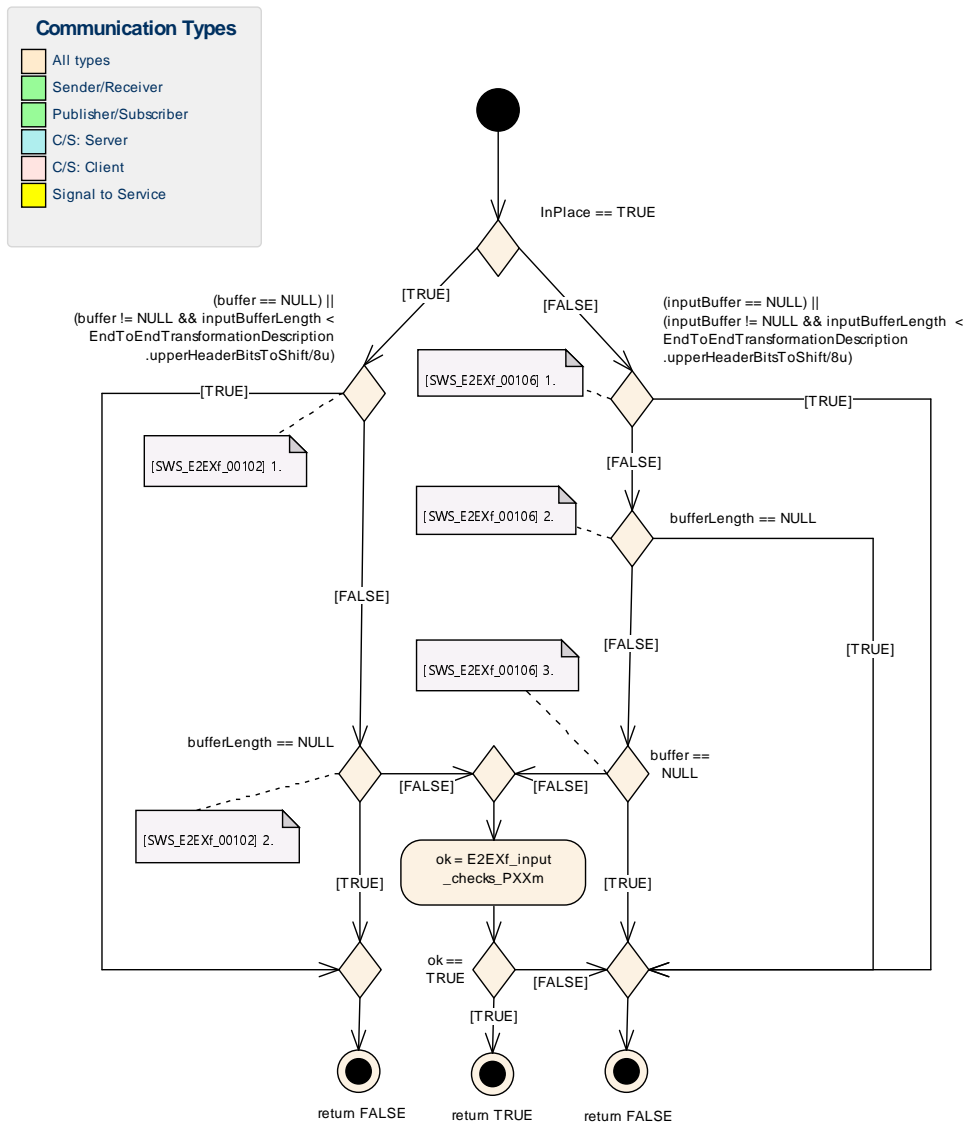 Communication Types
All types
Sender/Receiver
Publisher/Subscriber
C/S: Server
C/S: Client
Signal to Service
InPlace == TRUE
[TRUE]
[FALSE]
(buffer == NULL) ||
(buffer != NULL && inputBufferLength <
EndToEndTransformationDescription
.upperHeaderBitsToShift/8u)
(inputBuffer == NULL) ||
(inputBuffer != NULL && inputBufferLength <
EndToEndTransformationDescription
.upperHeaderBitsToShift/8u)
[SWS_E2EXf_00106] 1.
[TRUE]
[TRUE]
[SWS_E2EXf_00102] 1.
[FALSE]
[SWS_E2EXf_00106] 2.
bufferLength == NULL
[FALSE]
[FALSE]
[TRUE]
[SWS_E2EXf_00106] 3.
bufferLength == NULL
buffer ==
NULL
[FALSE]
[FALSE]
[SWS_E2EXf_00102] 2.
ok = E2EXf_input
_checks_PXXm
[TRUE]
[TRUE]
ok ==
TRUE
[FALSE]
[TRUE]
return FALSE
return TRUE
return FALSE